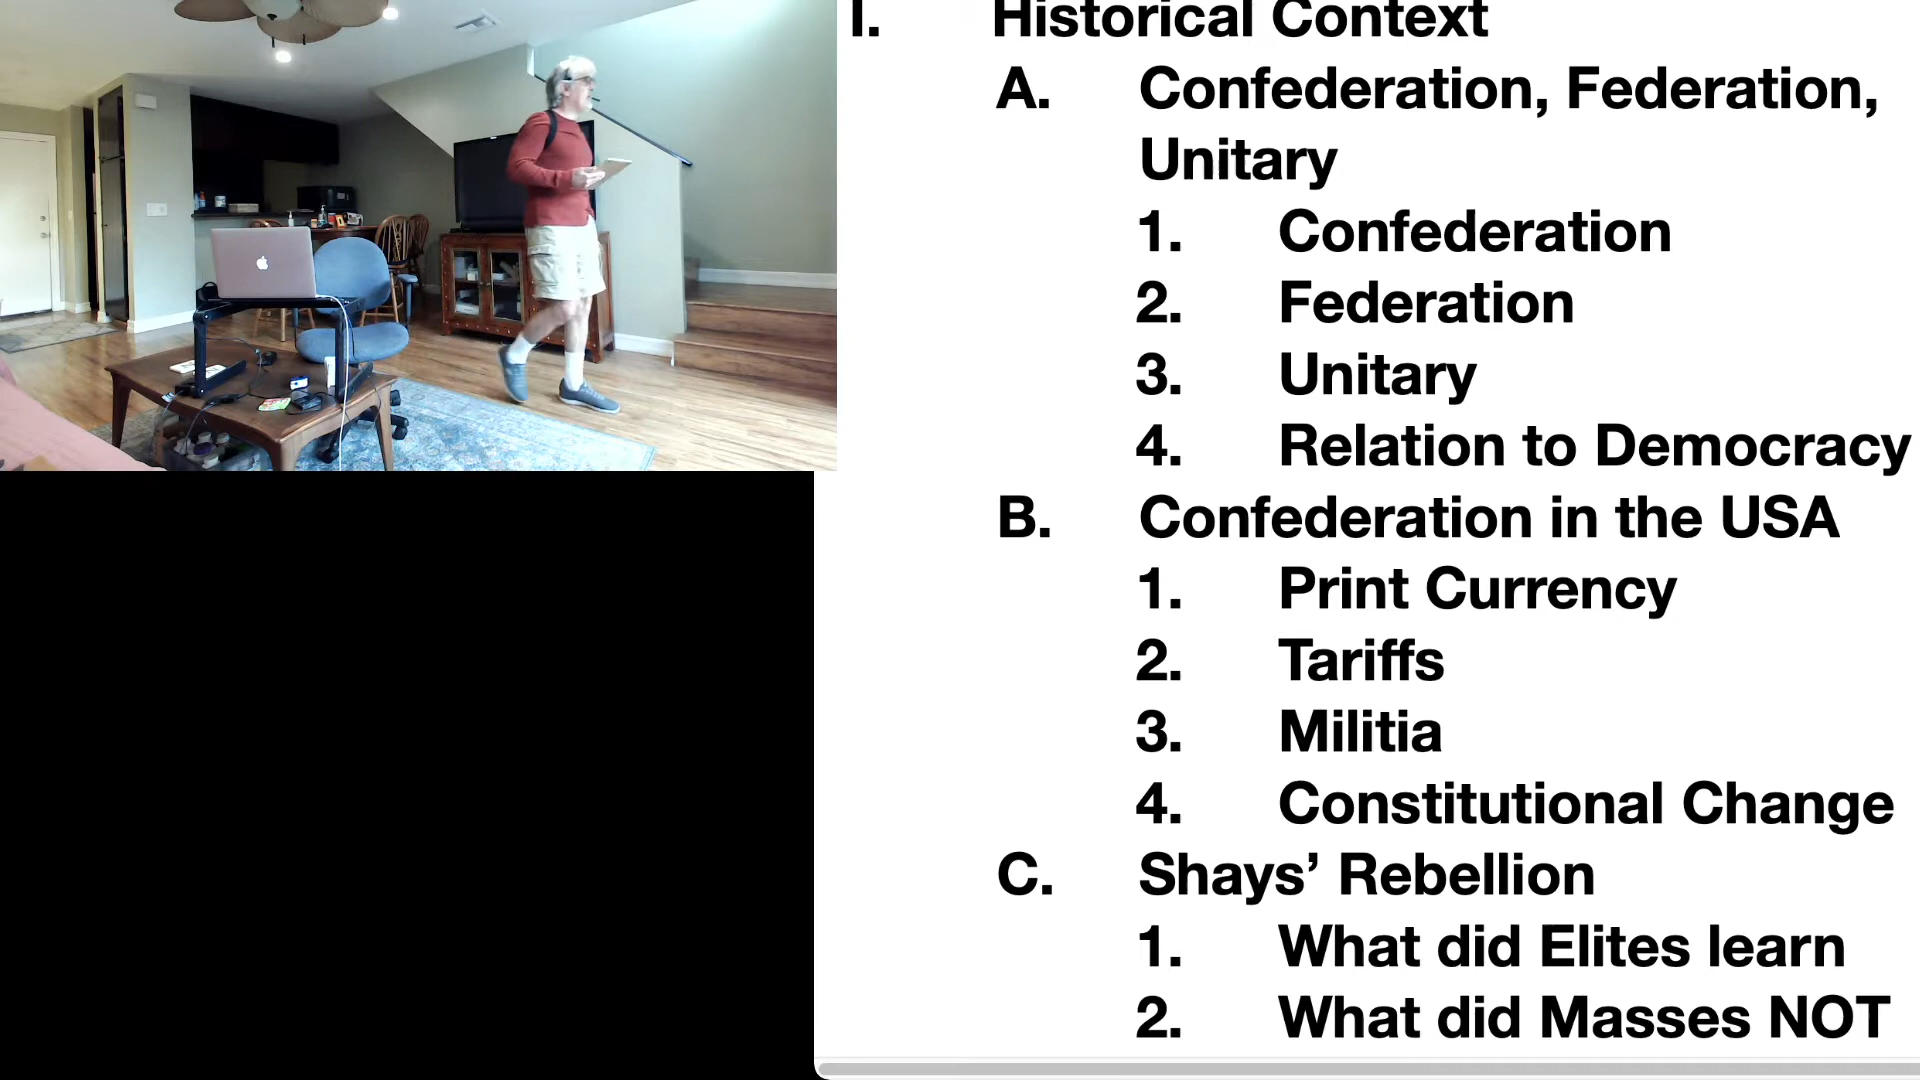 I. Historical Context
A. Confederation, Federation,
Unitary
1. Confederation
2. Federation
3. Unitary
4. Relation to Democracy
B. Confederation in the USA
1. Print Currency
2. Tariffs
3. Militia
4. Constitutional Change
C. Shays’ Rebellion
1. What did Elites learn
2. What did Masses NOT